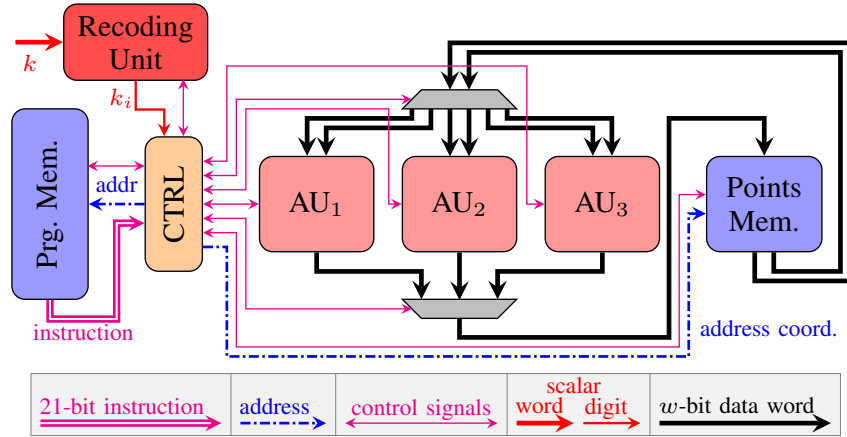 Recoding
Unit
k
k_i
Prg. Mem.
addr
CTRL
AU₁
AU₂
AU₃
Points
Mem.
instruction
address coord.
21-bit instruction
address
control signals
scalar
word digit
w-bit data word